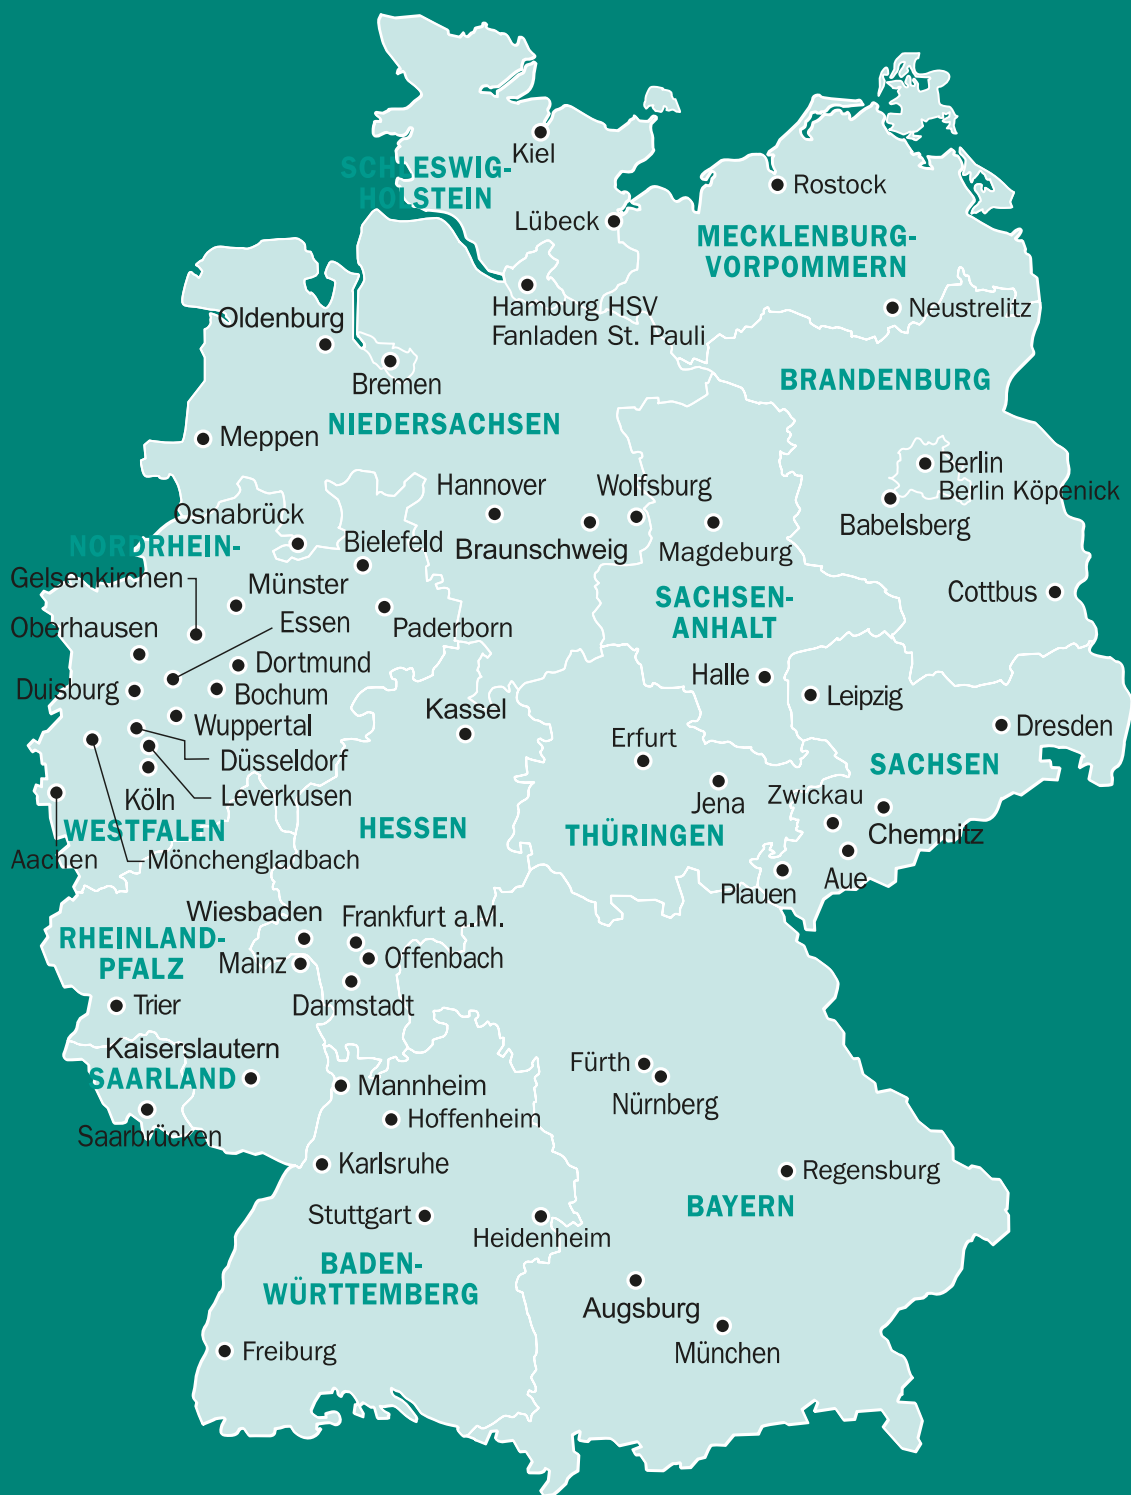 Kiel
SCHLESWIG-
HOLSTEIN
Rostock
Lübeck
MECKLENBURG-
VORPOMMERN
Hamburg HSV
Fanladen St. Pauli
Neustrelitz
Oldenburg
Bremen
BRANDENBURG
NIEDERSACHSEN
Meppen
Berlin
Berlin Köpenick
Babelsberg
Hannover
Wolfsburg
Osnabrück
Bielefeld
Braunschweig
Magdeburg
NORDRHEIN-
Gelsenkirchen
Münster
SACHSEN-
ANHALT
Cottbus
Oberhausen
Essen
Paderborn
Dortmund
Halle
Duisburg
Bochum
Leipzig
Kassel
Wuppertal
Dresden
Erfurt
Düsseldorf
SACHSEN
Köln
Leverkusen
Jena
Zwickau
WESTFALEN
HESSEN
THÜRINGEN
Chemnitz
Aachen
Mönchengladbach
Plauen
Aue
Wiesbaden
Frankfurt a.M.
RHEINLAND-
PFALZ
Mainz
Offenbach
Trier
Darmstadt
Kaiserslautern
SAARLAND
Fürth
Mannheim
Nürnberg
Hoffenheim
Saarbrücken
Karlsruhe
Regensburg
BAYERN
Stuttgart
Heidenheim
BADEN-
WÜRTTEMBERG
Augsburg
Freiburg
München